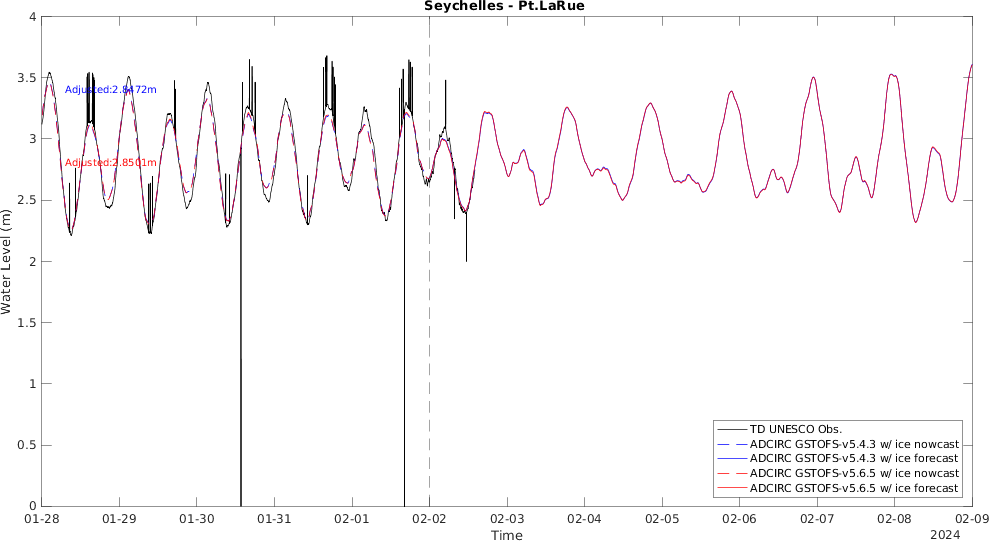 Seychelles - Pt.LaRue
4
3.5
3
2.5
2
1.5
1
0.5
0
Water Level (m)
Adjusted:2.8472m
Adjusted:2.8501m
TD UNESCO Obs.
ADCIRC GSTOFS-v5.4.3 w/ ice nowcast
ADCIRC GSTOFS-v5.4.3 w/ ice forecast
ADCIRC GSTOFS-v5.6.5 w/ ice nowcast
ADCIRC GSTOFS-v5.6.5 w/ ice forecast
01-28 01-29 01-30 01-31 02-01 02-02 02-03 02-04 02-05 02-06 02-07 02-08 02-09
Time
2024